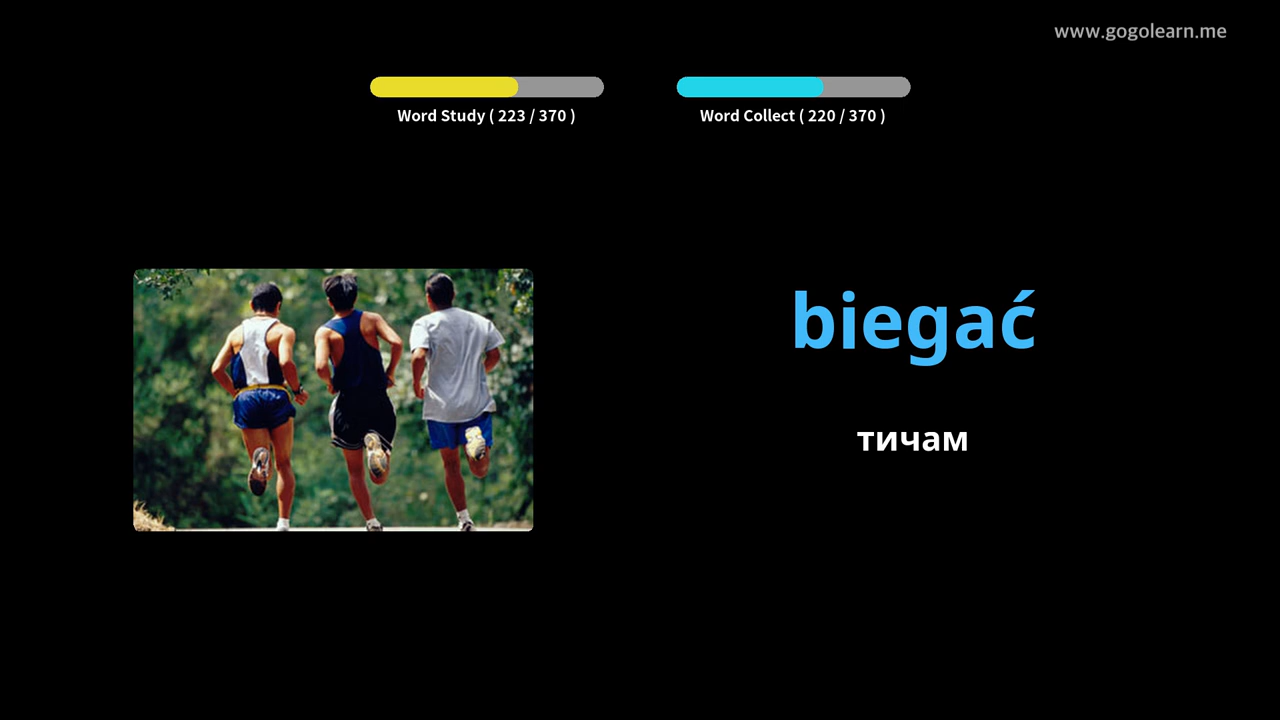 www.gogolearn.me
Word Study ( 223 / 370 )
Word Collect ( 220 / 370 )
biegać
тичам